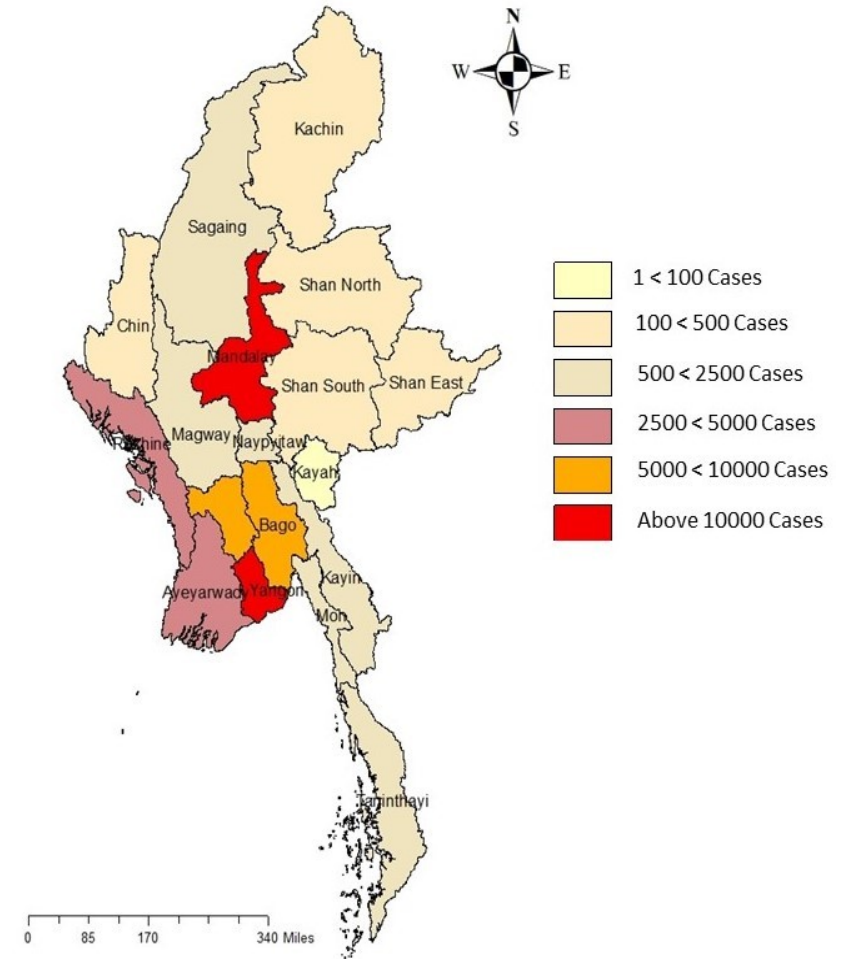 N
W E
S
Kachin
Sagaing
Shan North
Chin
Mandalay
Shan South
Shan East
Rakhine
Magway
Naypyitaw
Kayah
Bago
Ayeyarwady
Yangon
Kayin
Mon
Taninthayi
1 < 100 Cases
100 < 500 Cases
500 < 2500 Cases
2500 < 5000 Cases
5000 < 10000 Cases
Above 10000 Cases
0 85 170 340 Miles